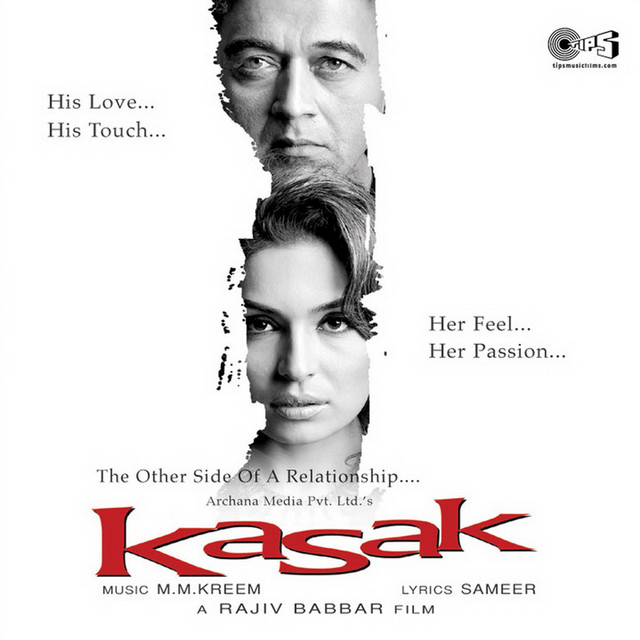 TIPS
tipsmusicfilms.com
His Love...
His Touch...
Her Feel...
Her Passion...
The Other Side Of A Relationship....
Archana Media Pvt. Ltd.'s
Kasak
MUSIC M.M.KREEM
LYRICS SAMEER
A RAJIV BABBAR FILM